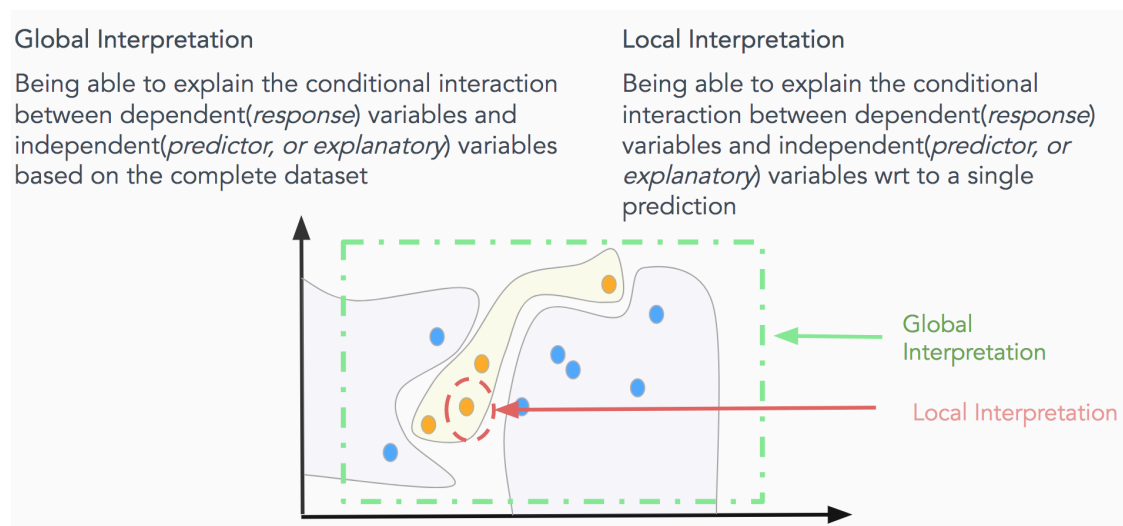 Global Interpretation
Being able to explain the conditional interaction
between dependent(response) variables and
independent(predictor, or explanatory) variables
based on the complete dataset
Local Interpretation
Being able to explain the conditional
interaction between dependent(response)
variables and independent(predictor, or
explanatory) variables wrt to a single
prediction
Global
Interpretation
Local Interpretation